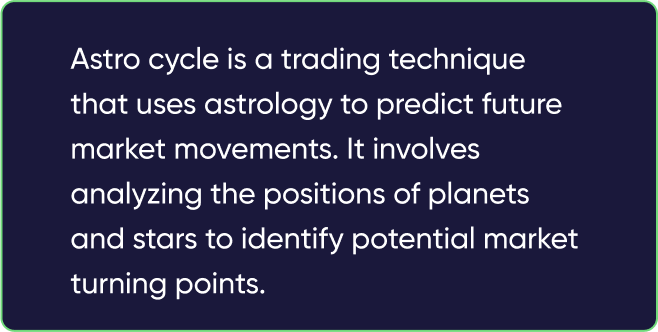 Astro cycle is a trading technique
that uses astrology to predict future
market movements. It involves
analyzing the positions of planets
and stars to identify potential market
turning points.